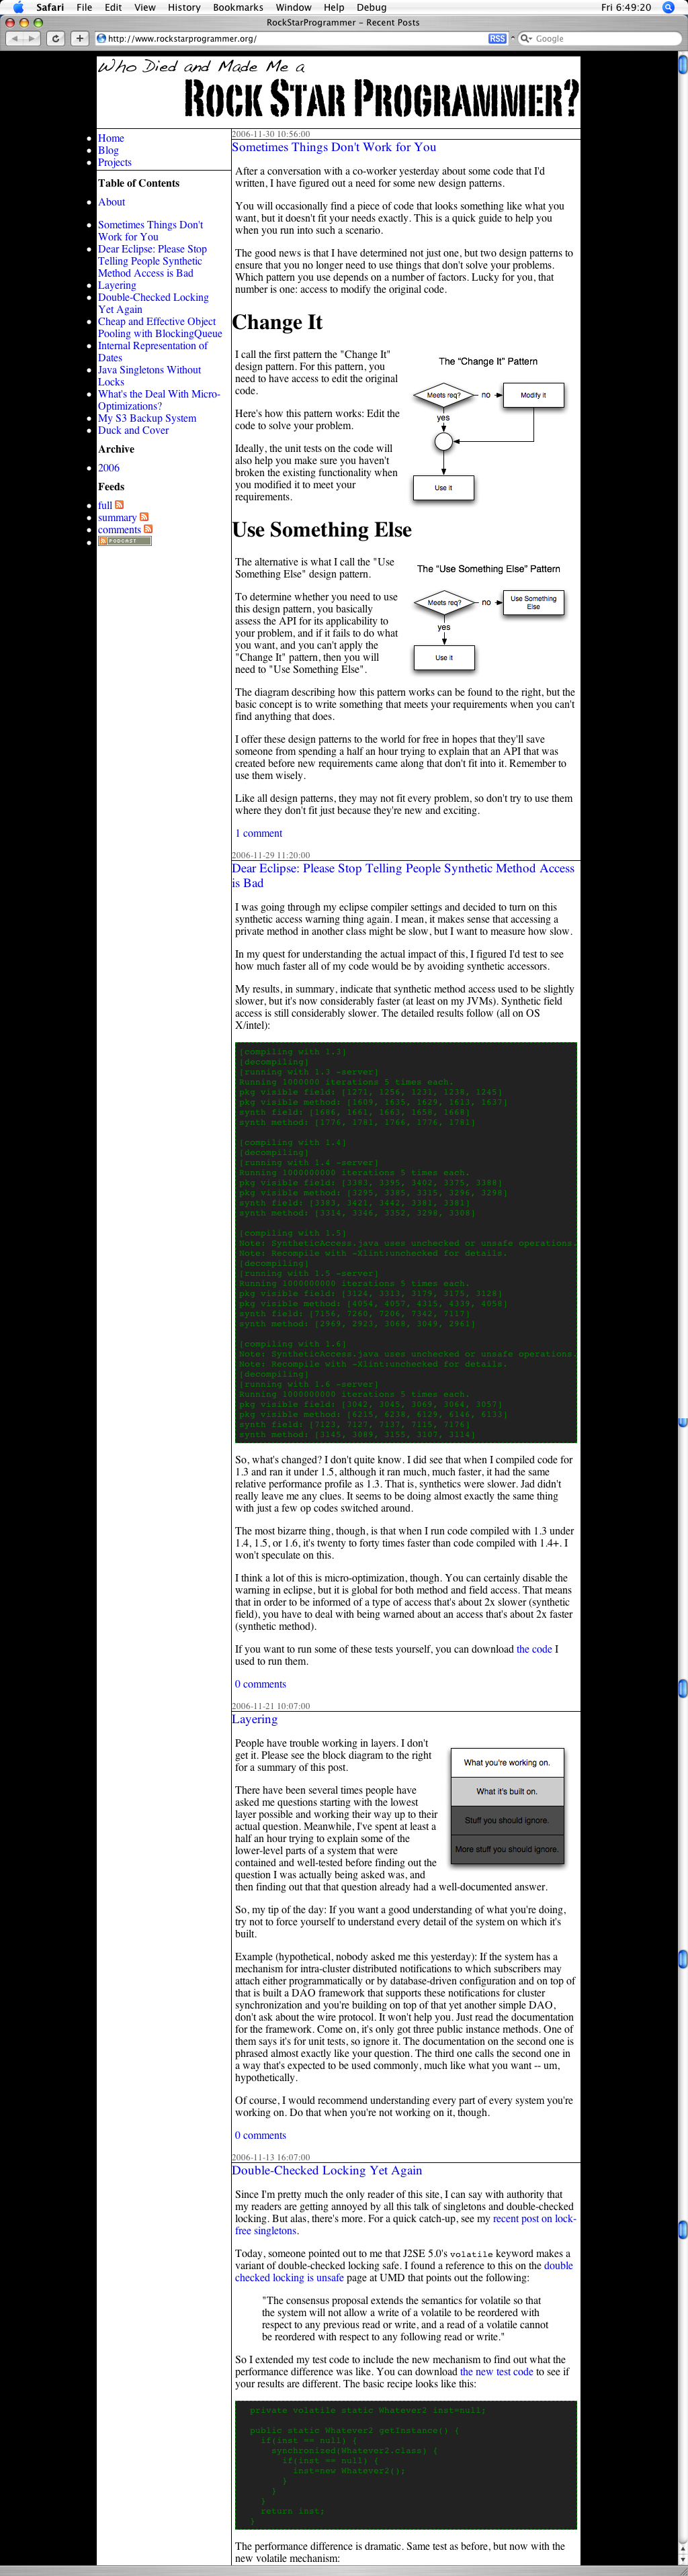 Safari File Edit View History Bookmarks Window Help Debug Fri 6:49:20
RockStarProgrammer - Recent Posts
http://www.rockstarprogrammer.org/ RSS Google
Who Died and Made Me a
Rock Star Programmer?
Home
Blog
Projects
Table of Contents
About
Sometimes Things Don't
Work for You
Dear Eclipse: Please Stop
Telling People Synthetic
Method Access is Bad
Layering
Double-Checked Locking
Yet Again
Cheap and Effective Object
Pooling with BlockingQueue
Internal Representation of
Dates
Java Singletons Without
Locks
What's the Deal With Micro-
Optimizations?
My S3 Backup System
Duck and Cover
Archive
2006
Feeds
full
summary
comments
PODCAST
2006-11-30 10:56:00
Sometimes Things Don't Work for You
After a conversation with a co-worker yesterday about some code that I'd
written, I have figured out a need for some new design patterns.
You will occasionally find a piece of code that looks something like what you
want, but it doesn't fit your needs exactly. This is a quick guide to help you
when you run into such a scenario.
The good news is that I have determined not just one, but two design patterns, to
ensure that you no longer need to use things that don't solve your problems.
Which pattern you use depends on a number of factors. Lucky for you, that
number is one: access to modify the original code.
Change It
I call the first pattern the "Change It"
design pattern. For this pattern, you
need to have access to edit the original
code.
Here's how this pattern works: Edit the
code to solve your problem.
Ideally, the unit tests on the code will
also help you make sure you haven't
broken the existing functionality when
you modified it to meet your
requirements.
The "Change It" Pattern
Meets req? no Modify it
yes
Use it
Use Something Else
The alternative is what I call the "Use
Something Else" design pattern.
To determine whether you need to use
this design pattern, you basically
assess the API for its applicability to
your problem, and if it fails to do what
you want, and you can't apply the
"Change It" pattern, then you will
need to "Use Something Else".
The "Use Something Else" Pattern
Meets req? no Use Something
Else
yes
Use it
The diagram describing how this pattern works can be found to the right, but the
basic concept is to write something that meets your requirements when you can't
find anything that does.
I offer these design patterns to the world for free in hopes that they'll save
someone from spending a half an hour trying to explain that an API that was
created before new requirements came along that don't fit into it. Remember to
use them wisely.
Like all design patterns, they may not fit every problem, so don't try to use them
where they don't fit just because they're new and exciting.
1 comment
2006-11-29 11:20:00
Dear Eclipse: Please Stop Telling People Synthetic Method Access
is Bad
I was going through my eclipse compiler settings and decided to turn on this
synthetic access warning thing again. I mean, it makes sense that accessing a
private method in another class might be slow, but I want to measure how slow.
In my quest for understanding the actual impact of this, I figured I'd test to see
how much faster all of my code would be by avoiding synthetic accessors.
My results, in summary, indicate that synthetic method access used to be slightly
slower, but it's now considerably faster (at least on my JVMs). Synthetic field
access is still considerably slower. The detailed results follow (all on OS
X/intel):
[compiling with 1.3]
[decompiling]
[running with 1.3 -server]
Running 1000000 iterations 5 times each.
pkg visible field: [1271, 1256, 1231, 1238, 1245]
pkg visible method: [1609, 1635, 1629, 1613, 1637]
synth field: [1686, 1661, 1663, 1658, 1668]
synth method: [1776, 1781, 1766, 1776, 1781]
[compiling with 1.4]
[decompiling]
[running with 1.4 -server]
Running 1000000000 iterations 5 times each.
pkg visible field: [3383, 3395, 3402, 3375, 3388]
pkg visible method: [3295, 3385, 3315, 3296, 3298]
synth field: [3383, 3421, 3442, 3381, 3381]
synth method: [3314, 3346, 3352, 3298, 3308]
[compiling with 1.5]
Note: SyntheticAccess.java uses unchecked or unsafe operations.
Note: Recompile with -Xlint:unchecked for details.
[decompiling]
[running with 1.5 -server]
Running 1000000000 iterations 5 times each.
pkg visible field: [3124, 3313, 3179, 3175, 3128]
pkg visible method: [4054, 4057, 4315, 4339, 4058]
synth field: [7156, 7260, 7206, 7342, 7117]
synth method: [2969, 2923, 3068, 3049, 2961]
[compiling with 1.6]
Note: SyntheticAccess.java uses unchecked or unsafe operations.
Note: Recompile with -Xlint:unchecked for details.
[decompiling]
[running with 1.6 -server]
Running 1000000000 iterations 5 times each.
pkg visible field: [3042, 3045, 3069, 3064, 3057]
pkg visible method: [6215, 6238, 6129, 6146, 6133]
synth field: [7123, 7127, 7137, 7115, 7176]
synth method: [3145, 3089, 3155, 3107, 3114]
So, what's changed? I don't quite know. I did see that when I compiled code for
1.3 and ran it under 1.5, although it ran much, much faster, it had the same
relative performance profile as 1.3. That is, synthetics were slower. Jad didn't
really leave me any clues. It seems to be doing almost exactly the same thing
with just a few op codes switched around.
The most bizarre thing, though, is that when I run code compiled with 1.3 under
1.4, 1.5, or 1.6, it's twenty to forty times faster than code compiled with 1.4+. I
won't speculate on this.
I think a lot of this is micro-optimization, though. You can certainly disable the
warning in eclipse, but it is global for both method and field access. That means
that in order to be informed of a type of access that's about 2x slower (synthetic
field), you have to deal with being warned about an access that's about 2x faster
(synthetic method).
If you want to run some of these tests yourself, you can download the code I
used to run them.
0 comments
2006-11-21 10:07:00
Layering
People have trouble working in layers. I don't
get it. Please see the block diagram to the right
for a summary of this post.
There have been several times people have
asked me questions starting with the lowest
layer possible and working their way up to their
actual question. Meanwhile, I've spent at least a
half an hour trying to explain some of the
lower-level parts of a system that were
contained and well-tested before finding out the
question I was actually being asked was, and
then finding out that that question already had a well-documented answer.
What you're working on.
What it's built on.
Stuff you should ignore.
More stuff you should ignore.
So, my tip of the day: If you want a good understanding of what you're doing,
try not to force yourself to understand every detail of the system on which it's
built.
Example (hypothetical, nobody asked me this yesterday): If the system has a
mechanism for intra-cluster distributed notifications to which subscribers may
attach either programmatically or by database-driven configuration and on top of
that is built a DAO framework that supports these notifications for cluster
synchronization and you're building on top of that yet another simple DAO,
don't ask about the wire protocol. It won't help you. Just read the documentation
for the framework. Come on, it's only got three public instance methods. One of
them says it's for unit tests, so ignore it. The documentation on the second one is
phrased almost exactly like your question. The third one calls the second one in
a way that's expected to be used commonly, much like what you want -- um,
hypothetically.
Of course, I would recommend understanding every part of every system you're
working on. Do that when you're not working on it, though.
0 comments
2006-11-13 16:07:00
Double-Checked Locking Yet Again
Since I'm pretty much the only reader of this site, I can say with authority that
my readers are getting annoyed by all this talk of singletons and double-checked
locking. But alas, there's more. For a quick catch-up, see my recent post on lock-
free singletons.
Today, someone pointed out to me that J2SE 5.0's volatile keyword makes a
variant of double-checked locking safe. I found a reference to this on the double
checked locking is unsafe page at UMD that points out the following:
"The consensus proposal extends the semantics for volatile so that
the system will not allow a write of a volatile to be reordered with
respect to any previous read or write, and a read of a volatile cannot
be reordered with respect to any following read or write."
So I extended my test code to include the new mechanism to find out what the
performance difference was like. You can download the new test code to see if
your results are different. The basic recipe looks like this:
private volatile static Whatever2 inst=null;
public static Whatever2 getInstance() {
if(inst == null) {
synchronized(Whatever2.class) {
if(inst == null) {
inst=new Whatever2();
}
}
}
return inst;
}
The performance difference is dramatic. Same test as before, but now with the
new volatile mechanism: